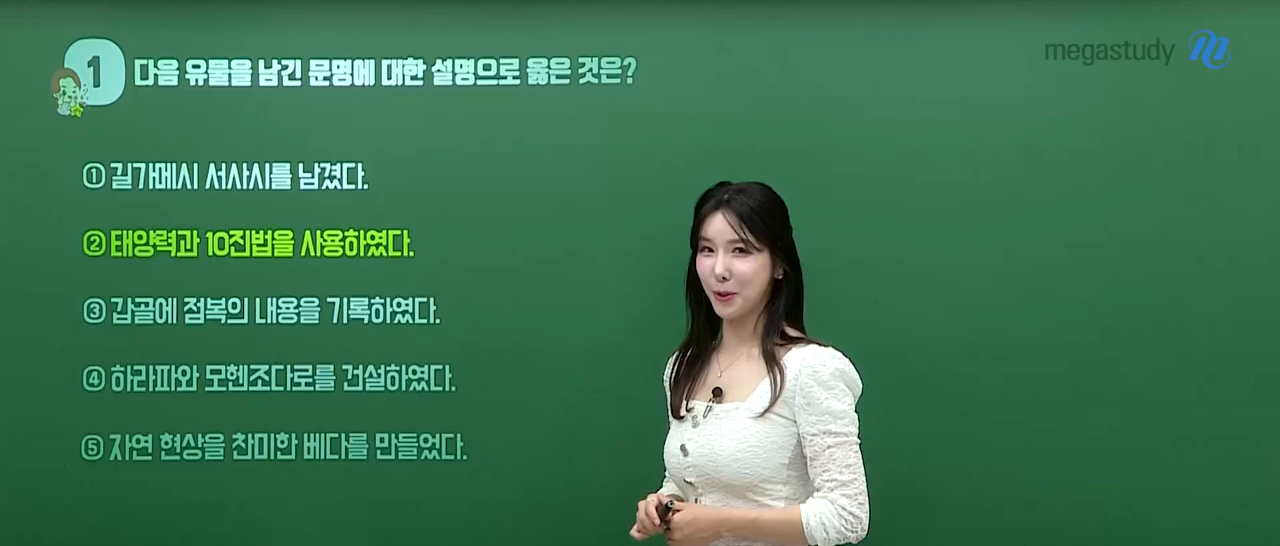 megastudy
1 다음 유물을 남긴 문명에 대한 설명으로 옳은 것은?
① 길가메시 서사시를 남겼다.
② 태양력과 10진법을 사용하였다.
③ 갑골에 점복의 내용을 기록하였다.
④ 하라파와 모헨조다로를 건설하였다.
⑤ 자연 현상을 찬미한 베다를 만들었다.